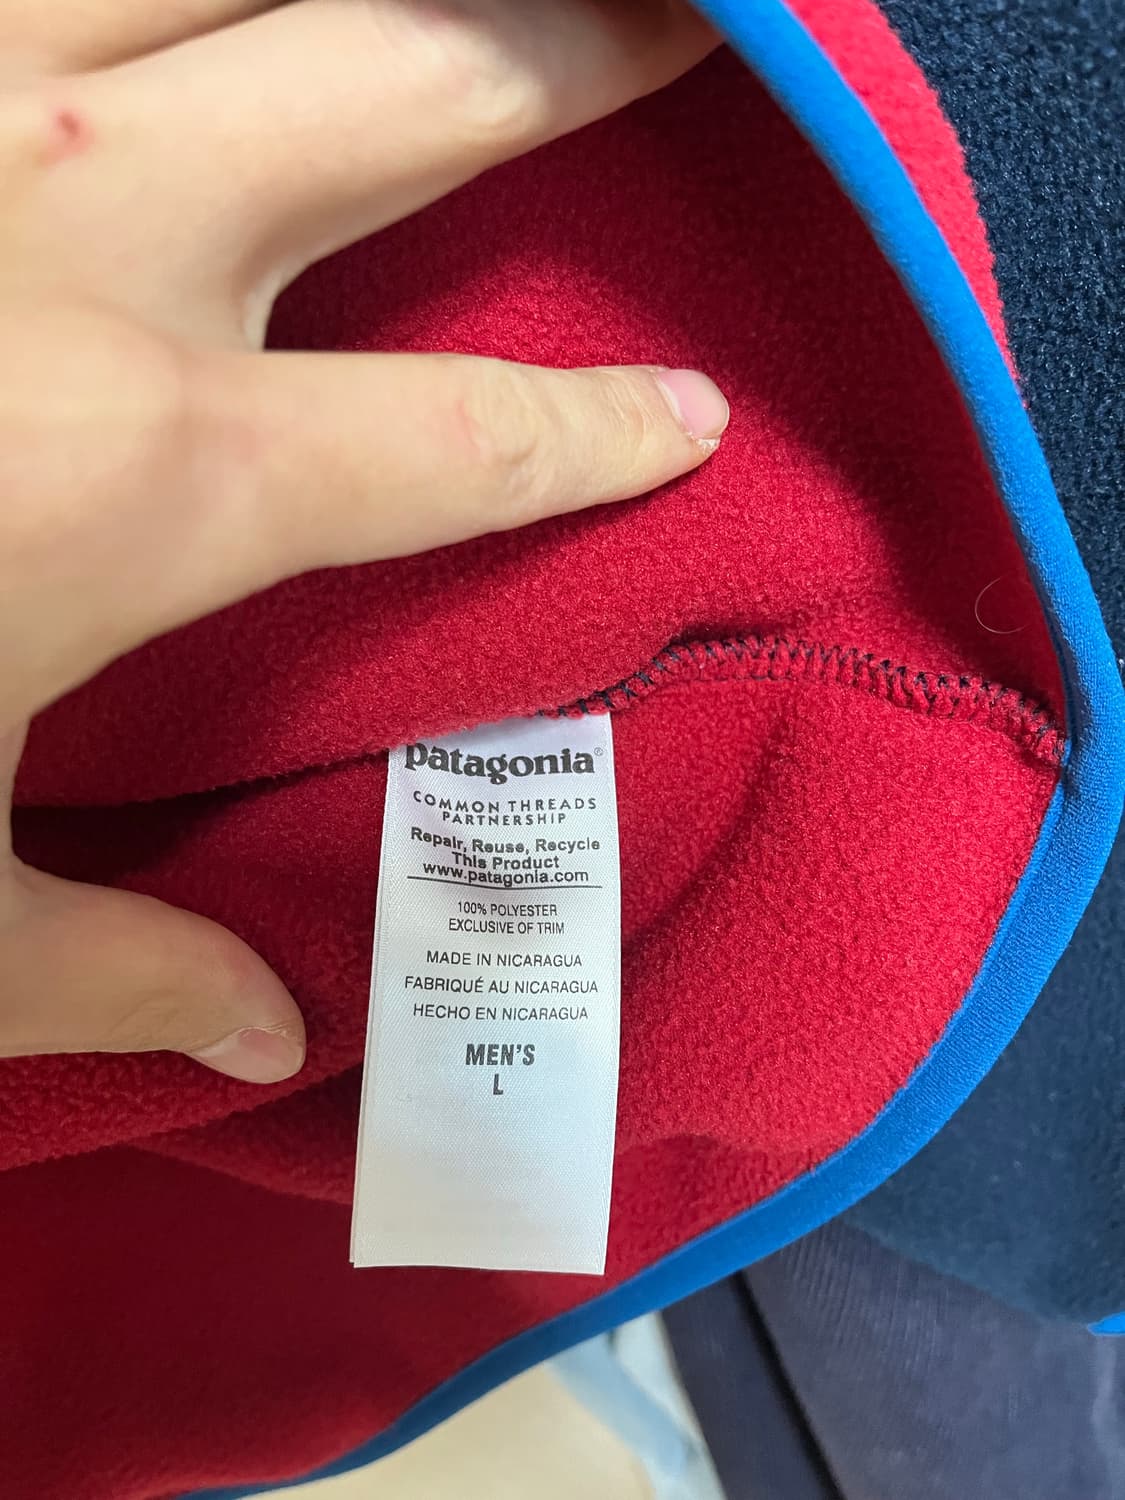 patagonia®
COMMON THREADS
PARTNERSHIP
Repair, Reuse, Recycle
This Product
www.patagonia.com
100% POLYESTER
EXCLUSIVE OF TRIM
MADE IN NICARAGUA
FABRIQUÉ AU NICARAGUA
HECHO EN NICARAGUA
MEN'S
L